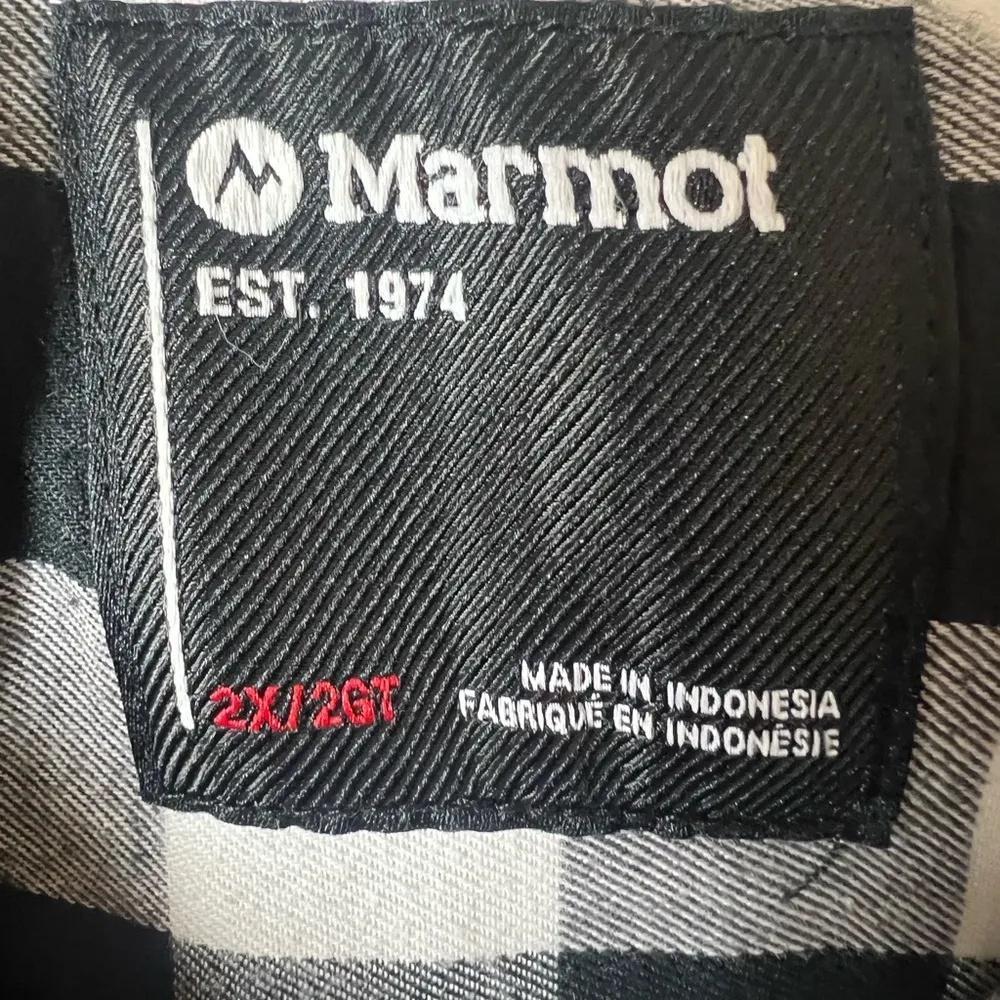 Marmot
EST. 1974
2X/2GT
MADE IN INDONESIA
FABRIQUÉ EN INDONÉSIE